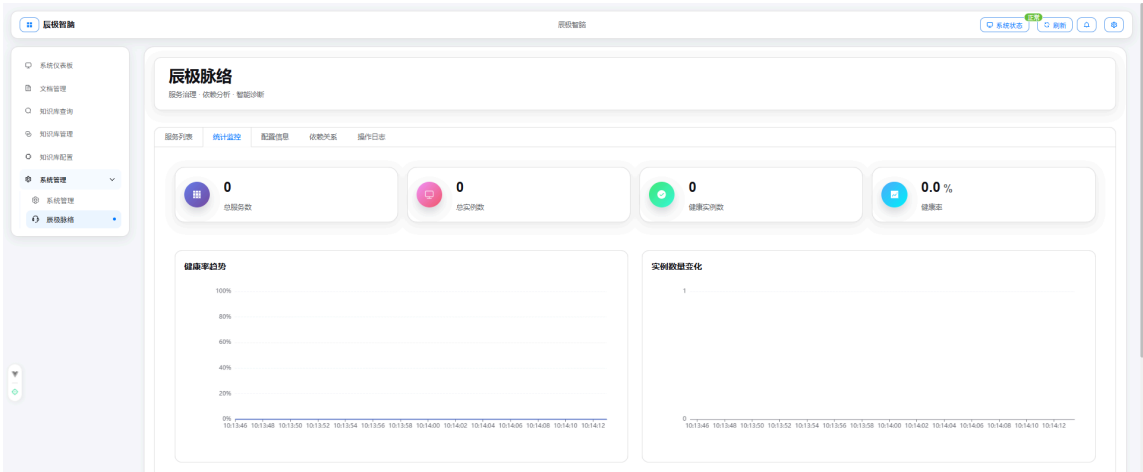 辰极智脑
辰极智脑
系统状态
正常
刷新
系统仪表板
文档管理
知识库查询
知识库管理
知识库配置
系统管理
系统管理
辰极脉络
辰极脉络
服务治理 · 依赖分析 · 智能诊断
服务列表 统计监控 配置信息 依赖关系 操作日志
0
总服务数
0
总实例数
0
健康实例数
0.0 %
健康率
健康率趋势
100%
80%
60%
40%
20%
0%
10:13:46 10:13:48 10:13:50 10:13:52 10:13:54 10:13:56 10:13:58 10:14:00 10:14:02 10:14:04 10:14:06 10:14:08 10:14:10 10:14:12
实例数量变化
1
0
10:13:46 10:13:48 10:13:50 10:13:52 10:13:54 10:13:56 10:13:58 10:14:00 10:14:02 10:14:04 10:14:06 10:14:08 10:14:10 10:14:12